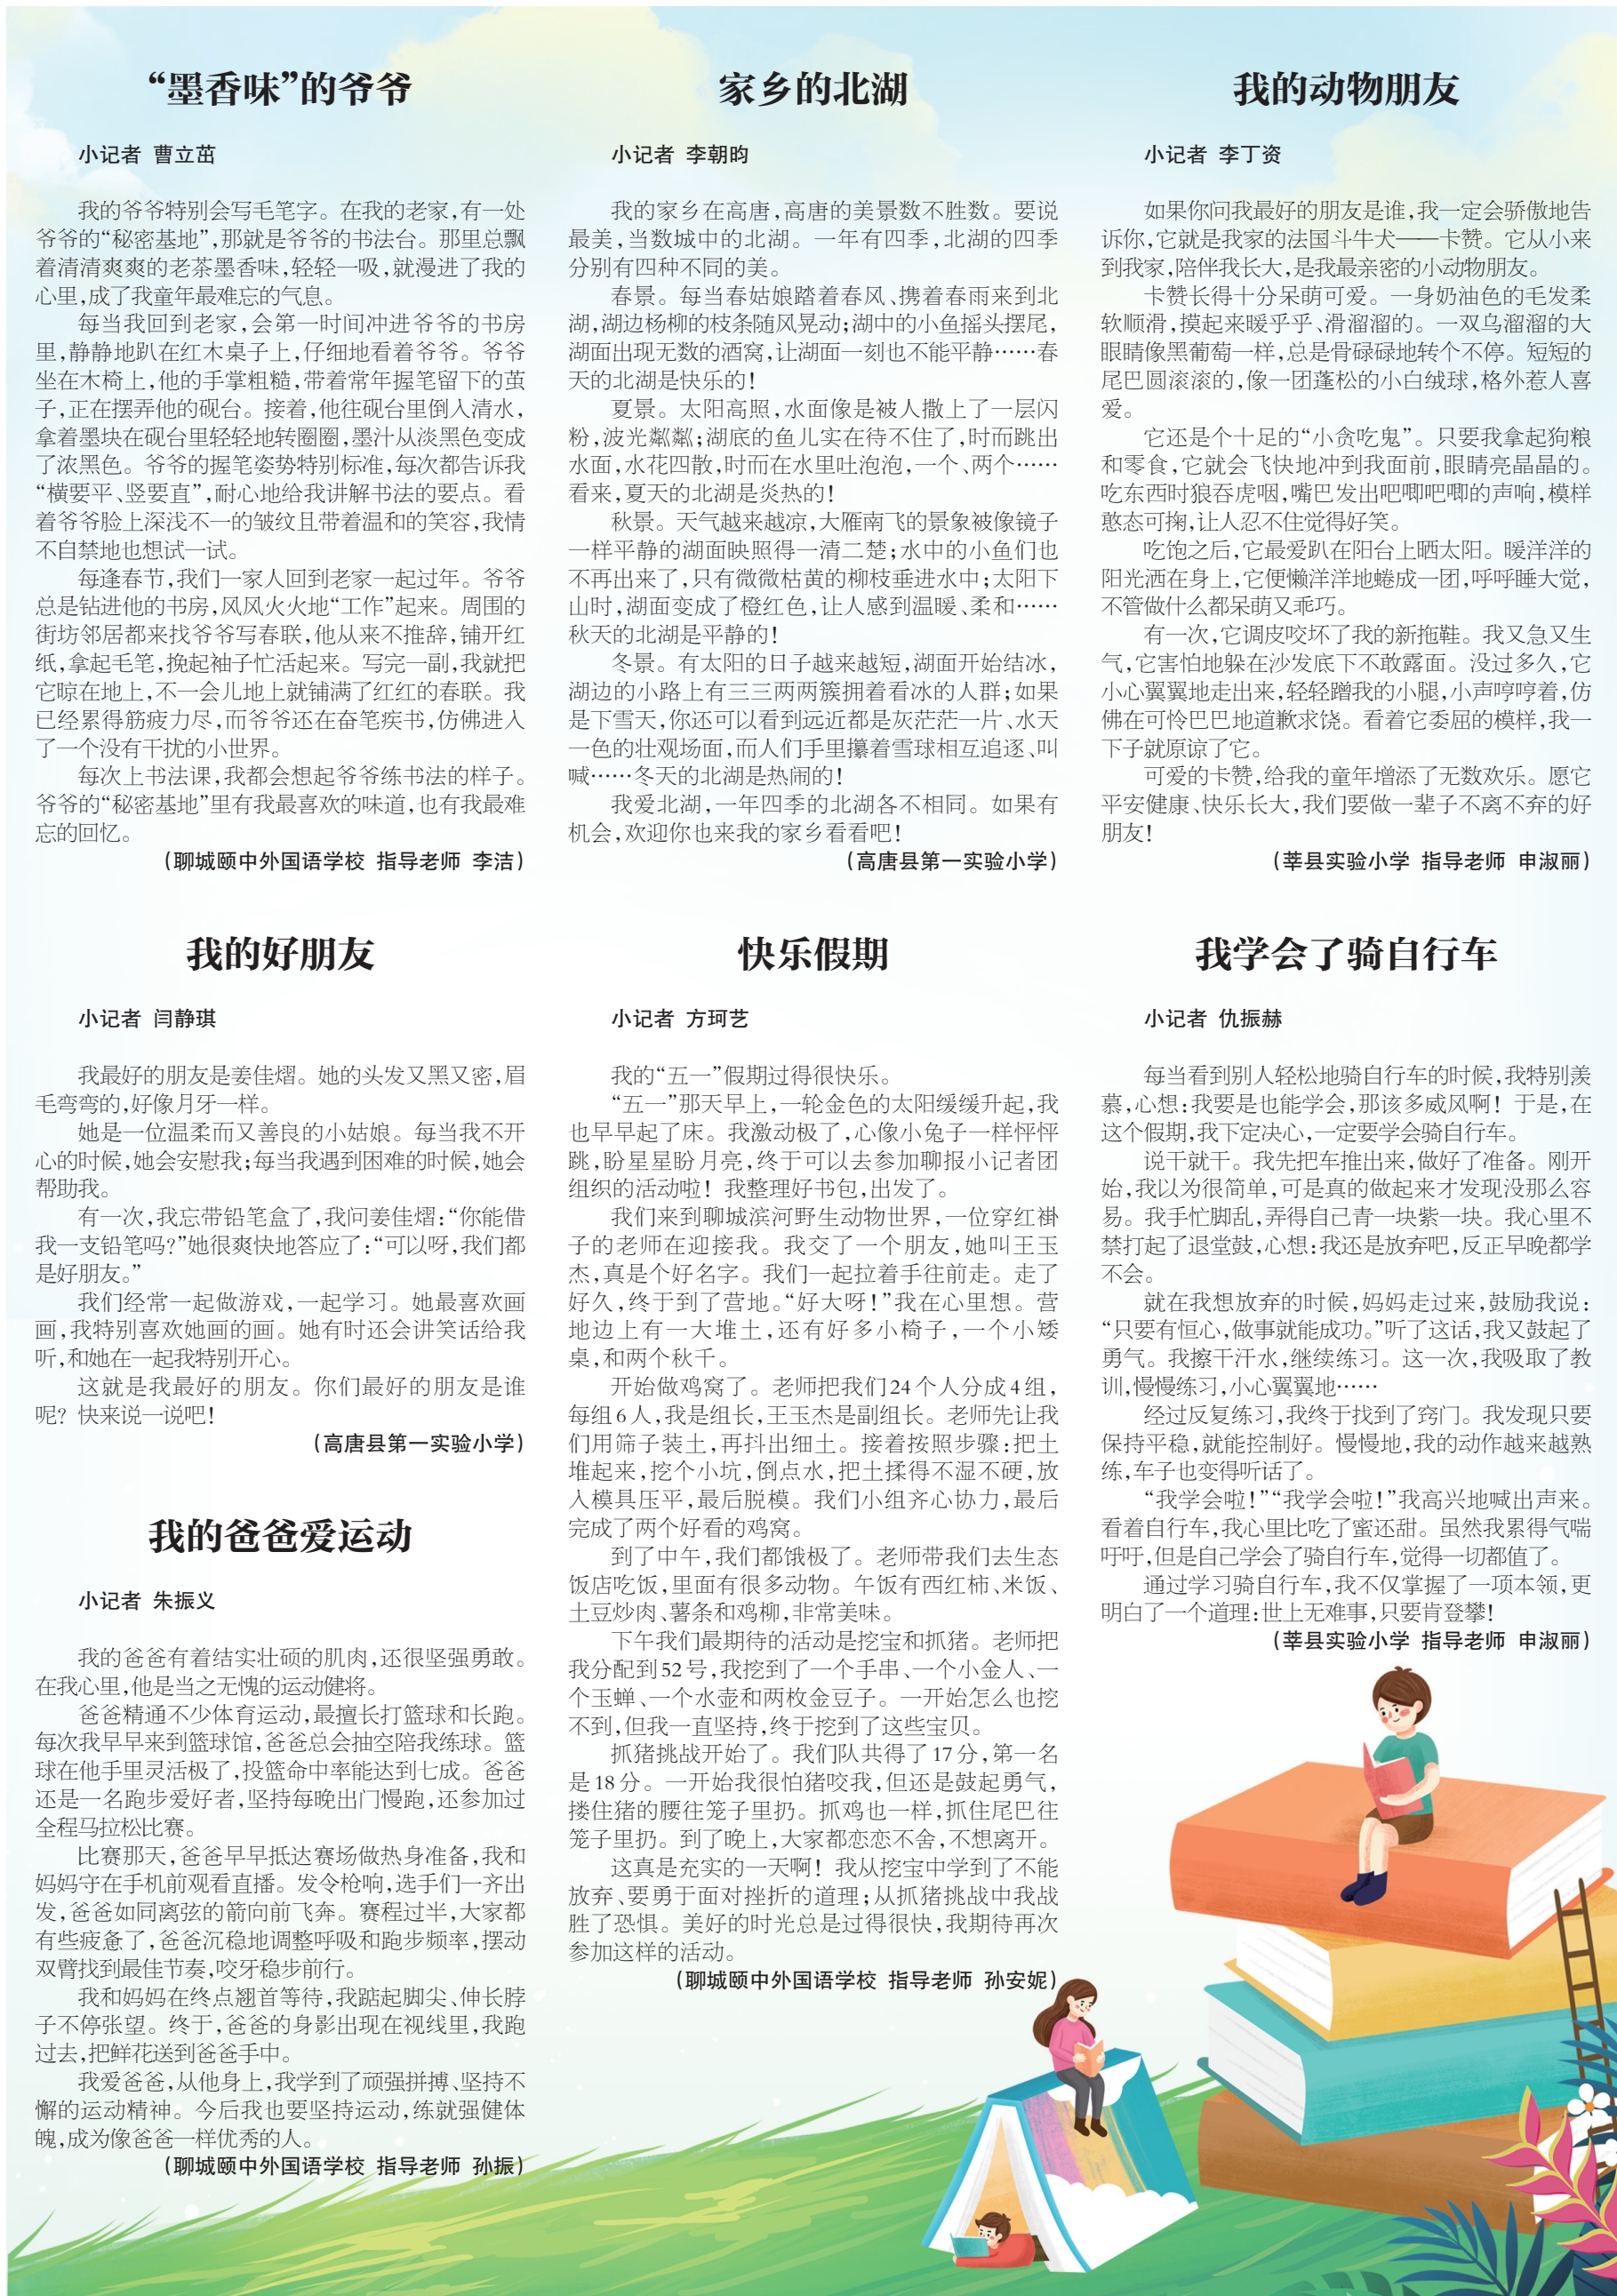 “墨香味”的爷爷
小记者 曹立茁
我的爷爷特别会写毛笔字。在我的老家,有一处
爷爷的“秘密基地”,那就是爷爷的书法台。那里总飘
着清清爽爽的老茶墨香味,轻轻一吸,就漫进了我的
心里,成了我童年最难忘的气息。
每当我回到老家,会第一时间冲进爷爷的书房
里,静静地趴在红木桌子上,仔细地看着爷爷。爷爷
坐在木椅上,他的手掌粗糙,带着常年握笔留下的茧
子,正在摆弄他的砚台。接着,他往砚台里倒入清水,
拿着墨块在砚台里轻轻地转圈圈,墨汁从淡黑色变成
了浓黑色。爷爷的握笔姿势特别标准,每次都告诉我
“横要平、竖要直”,耐心地给我讲解书法的要点。看
着爷爷脸上深浅不一的皱纹且带着温和的笑容,我情
不自禁地也想试一试。
每逢春节,我们一家人回到老家一起过年。爷爷
总是钻进他的书房,风风火火地“工作”起来。周围的
街坊邻居都来找爷爷写春联,他从来不推辞,铺开红
纸,拿起毛笔,挽起袖子忙活起来。写完一副,我就把
它晾在地上,不一会儿地上就铺满了红红的春联。我
已经累得筋疲力尽,而爷爷还在奋笔疾书,仿佛进入
了一个没有干扰的小世界。
每次上书法课,我都会想起爷爷练书法的样子。
爷爷的“秘密基地”里有我最喜欢的味道,也有我最难
忘的回忆。
(聊城颐中外国语学校 指导老师 李洁)
家乡的北湖
小记者 李朝昀
我的家乡在高唐,高唐的美景数不胜数。要说
最美,当数城中的北湖。一年有四季,北湖的四季
分别有四种不同的美。
春景。每当春姑娘踏着春风、携着春雨来到北
湖,湖边杨柳的枝条随风晃动;湖中的小鱼摇头摆尾,
湖面出现无数的酒窝,让湖面一刻也不能平静……春
天的北湖是快乐的!
夏景。太阳高照,水面像是被人撒上了一层闪
粉,波光粼粼;湖底的鱼儿实在待不住了,时而跳出
水面,水花四散,时而在水里吐泡泡,一个、两个……
看来,夏天的北湖是炎热的!
秋景。天气越来越凉,大雁南飞的景象被像镜子
一样平静的湖面映照得一清二楚;水中的小鱼们也
不再出来了,只有微微枯黄的柳枝垂进水中;太阳下
山时,湖面变成了橙红色,让人感到温暖、柔和……
秋天的北湖是平静的!
冬景。有太阳的日子越来越短,湖面开始结冰,
湖边的小路上有三三两两簇拥着看冰的人群;如果
是下雪天,你还可以看到远近都是灰茫茫一片、水天
一色的壮观场面,而人们手里攥着雪球相互追逐、叫
喊……冬天的北湖是热闹的!
我爱北湖,一年四季的北湖各不相同。如果有
机会,欢迎你也来我的家乡看看吧!
(高唐县第一实验小学)
我的动物朋友
小记者 李丁资
如果你问我最好的朋友是谁,我一定会骄傲地告
诉你,它就是我家的法国斗牛犬——卡赞。它从小来
到我家,陪伴我长大,是我最亲密的小动物朋友。
卡赞长得十分呆萌可爱。一身奶油色的毛发柔
软顺滑,摸起来暖乎乎、滑溜溜的。一双乌溜溜的大
眼睛像黑葡萄一样,总是骨碌碌地转个不停。短短的
尾巴圆滚滚的,像一团蓬松的小白绒球,格外惹人喜
爱。
它还是个十足的“小贪吃鬼”。只要我拿起狗粮
和零食,它就会飞快地冲到我面前,眼睛亮晶晶的。
吃东西时狼吞虎咽,嘴巴发出吧唧吧唧的声响,模样
憨态可掬,让人忍不住觉得好笑。
吃饱之后,它最爱趴在阳台上晒太阳。暖洋洋的
阳光洒在身上,它便懒洋洋地蜷成一团,呼呼睡大觉,
不管做什么都呆萌又乖巧。
有一次,它调皮咬坏了我的新拖鞋。我又急又生
气,它害怕地躲在沙发底下不敢露面。没过多久,它
小心翼翼地走出来,轻轻蹭我的小腿,小声哼哼着,仿
佛在可怜巴巴地道歉求饶。看着它委屈的模样,我一
下子就原谅了它。
可爱的卡赞,给我的童年增添了无数欢乐。愿它
平安健康、快乐长大,我们要做一辈子不离不弃的好
朋友!
(莘县实验小学 指导老师 申淑丽)
我的好朋友
小记者 闫静琪
我最好的朋友是姜佳熠。她的头发又黑又密,眉
毛弯弯的,好像月牙一样。
她是一位温柔而又善良的小姑娘。每当我不开
心的时候,她会安慰我;每当我遇到困难的时候,她会
帮助我。
有一次,我忘带铅笔盒了,我问姜佳熠:“你能借
我一支铅笔吗?”她很爽快地答应了:“可以呀,我们都
是好朋友。”
我们经常一起做游戏,一起学习。她最喜欢画
画,我特别喜欢她画的画。她有时还会讲笑话给我
听,和她在一起我特别开心。
这就是我最好的朋友。你们最好的朋友是谁
呢?快来说一说吧!
(高唐县第一实验小学)
我的爸爸爱运动
小记者 朱振义
我的爸爸有着结实壮硕的肌肉,还很坚强勇敢。
在我心里,他是当之无愧的运动健将。
爸爸精通不少体育运动,最擅长打篮球和长跑。
每次我早早来到篮球馆,爸爸总会抽空陪我练球。篮
球在他手里灵活极了,投篮命中率能达到七成。爸爸
还是一名跑步爱好者,坚持每晚出门慢跑,还参加过
全程马拉松比赛。
比赛那天,爸爸早早抵达赛场做热身准备,我和
妈妈守在手机前观看直播。发令枪响,选手们一齐出
发,爸爸如同离弦的箭向前飞奔。赛程过半,大家都
有些疲惫了,爸爸沉稳地调整呼吸和跑步频率,摆动
双臂找到最佳节奏,咬牙稳步前行。
我和妈妈在终点翘首等待,我踮起脚尖、伸长脖
子不停张望。终于,爸爸的身影出现在视线里,我跑
过去,把鲜花送到爸爸手中。
我爱爸爸,从他身上,我学到了顽强拼搏、坚持不
懈的运动精神。今后我也要坚持运动,练就强健体
魄,成为像爸爸一样优秀的人。
(聊城颐中外国语学校 指导老师 孙振)
快乐假期
小记者 方珂艺
我的“五一”假期过得很快乐。
“五一”那天早上,一轮金色的太阳缓缓升起,我
也早早起了床。我激动极了,心像小兔子一样怦怦
跳,盼星星盼月亮,终于可以去参加聊报小记者团
组织的活动啦!我整理好书包,出发了。
我们来到聊城滨河野生动物世界,一位穿红褂
子的老师在迎接我。我交了一个朋友,她叫王玉
杰,真是个好名字。我们一起拉着手往前走。走了
好久,终于到了营地。“好大呀!”我在心里想。营
地边上有一大堆土,还有好多小椅子,一个小矮
桌,和两个秋千。
开始做鸡窝了。老师把我们24个人分成4组,
每组6人,我是组长,王玉杰是副组长。老师先让我
们用筛子装土,再抖出细土。接着按照步骤:把土
堆起来,挖个小坑,倒点水,把土揉得不湿不硬,放
入模具压平,最后脱模。我们小组齐心协力,最后
完成了两个好看的鸡窝。
到了中午,我们都饿极了。老师带我们去生态
饭店吃饭,里面有很多动物。午饭有西红柿、米饭、
土豆炒肉、薯条和鸡柳,非常美味。
下午我们最期待的活动是挖宝和抓猪。老师把
我分配到52号,我挖到了一个手串、一个小金人、一
个玉蝉、一个水壶和两枚金豆子。一开始怎么也挖
不到,但我一直坚持,终于挖到了这些宝贝。
抓猪挑战开始了。我们队共得了17分,第一名
是18分。一开始我很怕猪咬我,但还是鼓起勇气,
搂住猪的腰往笼子里扔。抓鸡也一样,抓住尾巴往
笼子里扔。到了晚上,大家都恋恋不舍,不想离开。
这真是充实的一天啊!我从挖宝中学到了不能
放弃、要勇于面对挫折的道理;从抓猪挑战中我战
胜了恐惧。美好的时光总是过得很快,我期待再次
参加这样的活动。
(聊城颐中外国语学校 指导老师 孙安妮)
我学会了骑自行车
小记者 仇振赫
每当看到别人轻松地骑自行车的时候,我特别羡
慕,心想:我要是也能学会,那该多威风啊!于是,在
这个假期,我下定决心,一定要学会骑自行车。
说干就干。我先把车推出来,做好了准备。刚开
始,我以为很简单,可是真的做起来才发现没那么容
易。我手忙脚乱,弄得自己青一块紫一块。我心里不
禁打起了退堂鼓,心想:我还是放弃吧,反正早晚都学
不会。
就在我想放弃的时候,妈妈走过来,鼓励我说:
“只要有恒心,做事就能成功。”听了这话,我又鼓起了
勇气。我擦干汗水,继续练习。这一次,我吸取了教
训,慢慢练习,小心翼翼地……
经过反复练习,我终于找到了窍门。我发现只要
保持平稳,就能控制好。慢慢地,我的动作越来越熟
练,车子也变得听话了。
“我学会啦!”“我学会啦!”我高兴地喊出声来。
看着自行车,我心里比吃了蜜还甜。虽然我累得气喘
吁吁,但是自己学会了骑自行车,觉得一切都值了。
通过学习骑自行车,我不仅掌握了一项本领,更
明白了一个道理:世上无难事,只要肯登攀!
(莘县实验小学 指导老师 申淑丽)